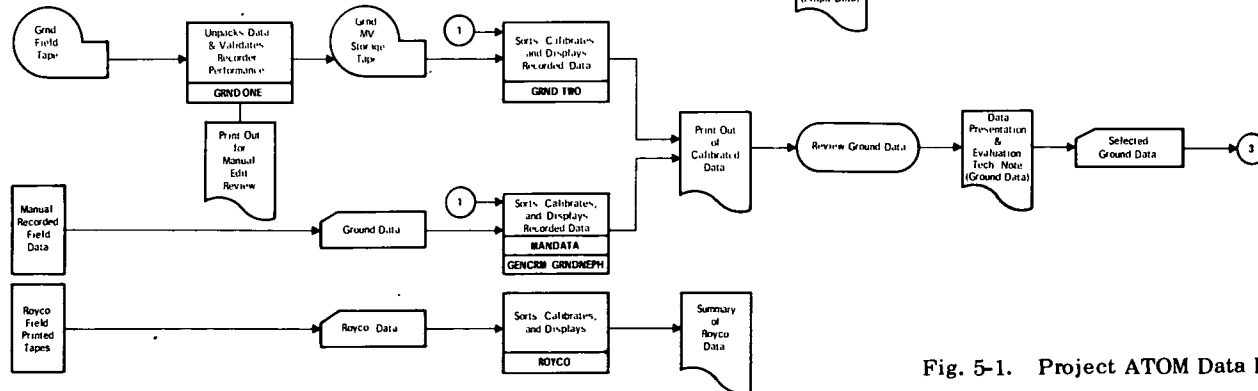 Grnd
Field
Tape
Unpacks Data
& Validates
Recorder
Performance
GRND ONE
Grnd
MV
Storage
Tape
1
Sorts Calibrates
and Displays
Recorded Data
GRND TWO
Print Out
for
Manual
Edit
Review
Print Out
of
Calibrated
Data
Review Ground Data
Data
Presentation
&
Evaluation
Tech Note
(Ground Data)
Selected
Ground Data
3
Manual
Recorded
Field
Data
Ground Data
1
Sorts Calibrates,
and Displays
Recorded Data
MANDATA
GENCRM GRNDNEPH
Royco
Field
Printed
Tapes
Royco Data
Sorts Calibrates,
and Displays
ROYCO
Summary
of
Royco
Data
Fig. 5-1. Project ATOM Data